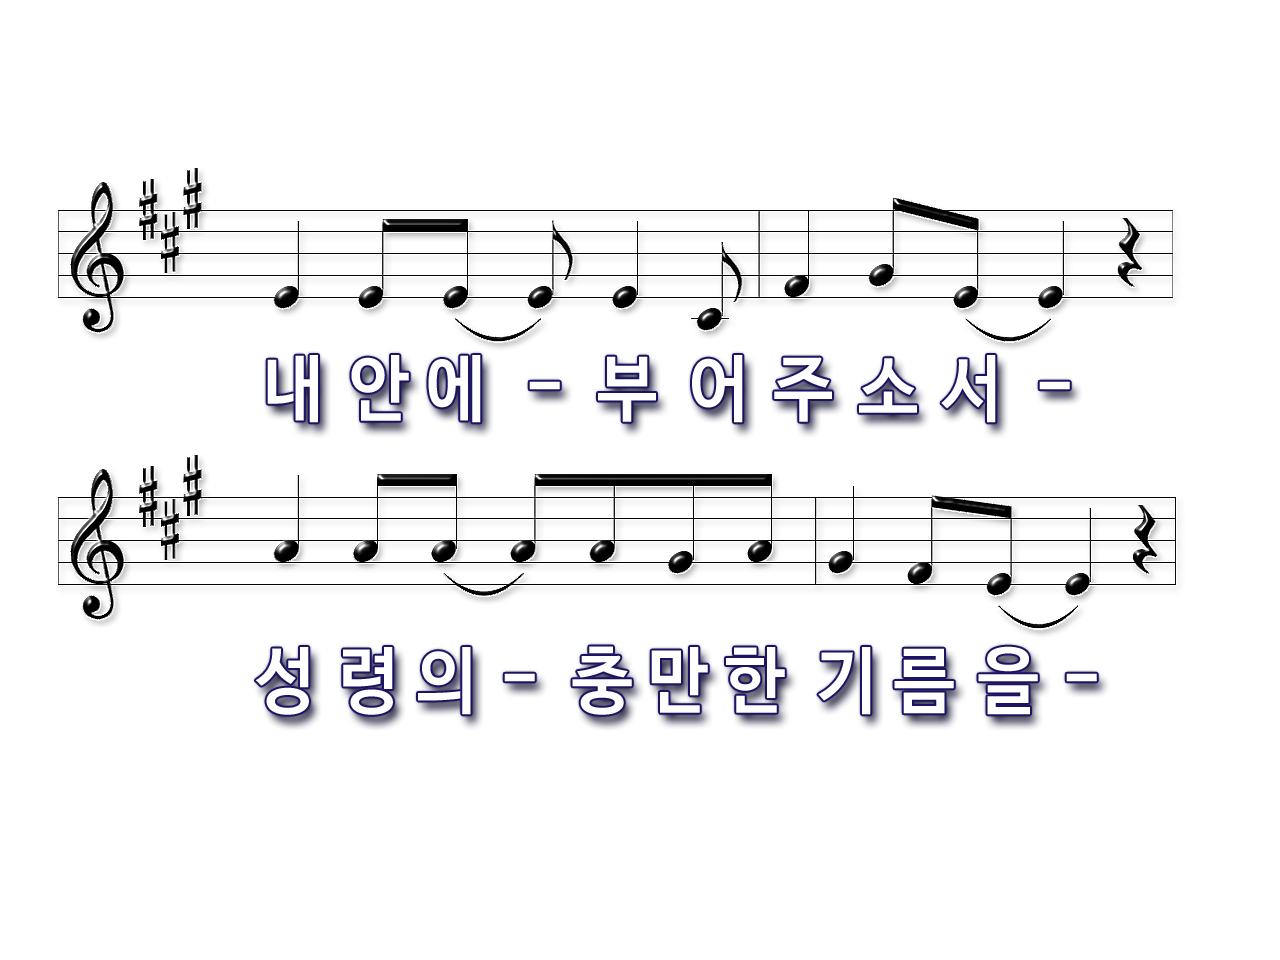 내 안 에 - 부 어 주 소 서 -
성 령 의 - 충 만 한 기 름 을 -